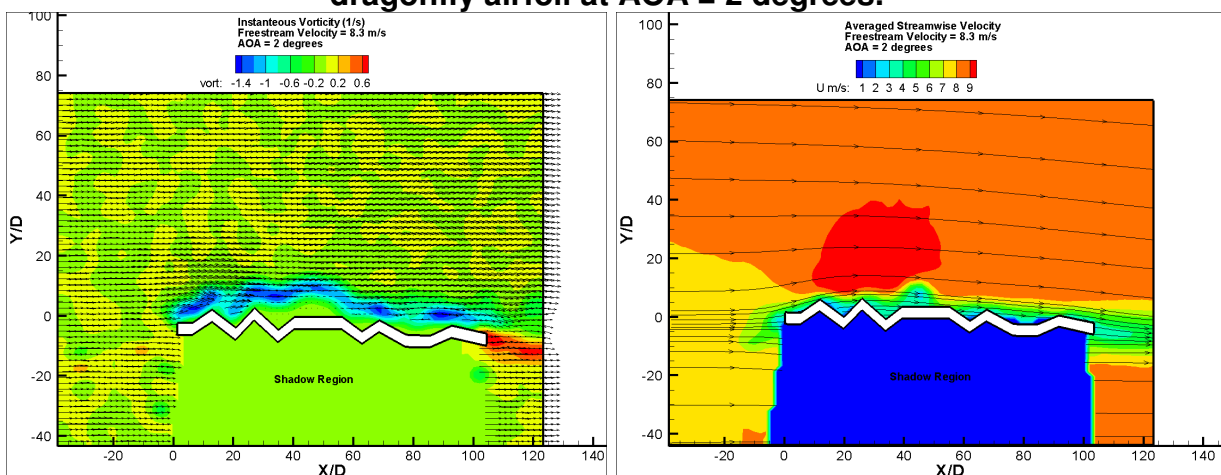 dragonfly airfoil at AOA = 2 degrees.
Instanteous Vorticity (1/s)
Freestream Velocity = 8.3 m/s
AOA = 2 degrees
vort: -1.4 -1 -0.6 -0.2 0.2 0.6
100
80
60
40
20
0
-20
-40
Y/D
Shadow Region
-20 0 20 40 60 80 100 120 140
X/D
Averaged Streamwise Velocity
Freestream Velocity = 8.3 m/s
AOA = 2 degrees
U m/s: 1 2 3 4 5 6 7 8 9
100
80
60
40
20
0
-20
-40
Y/D
Shadow Region
-20 0 20 40 60 80 100 120 140
X/D